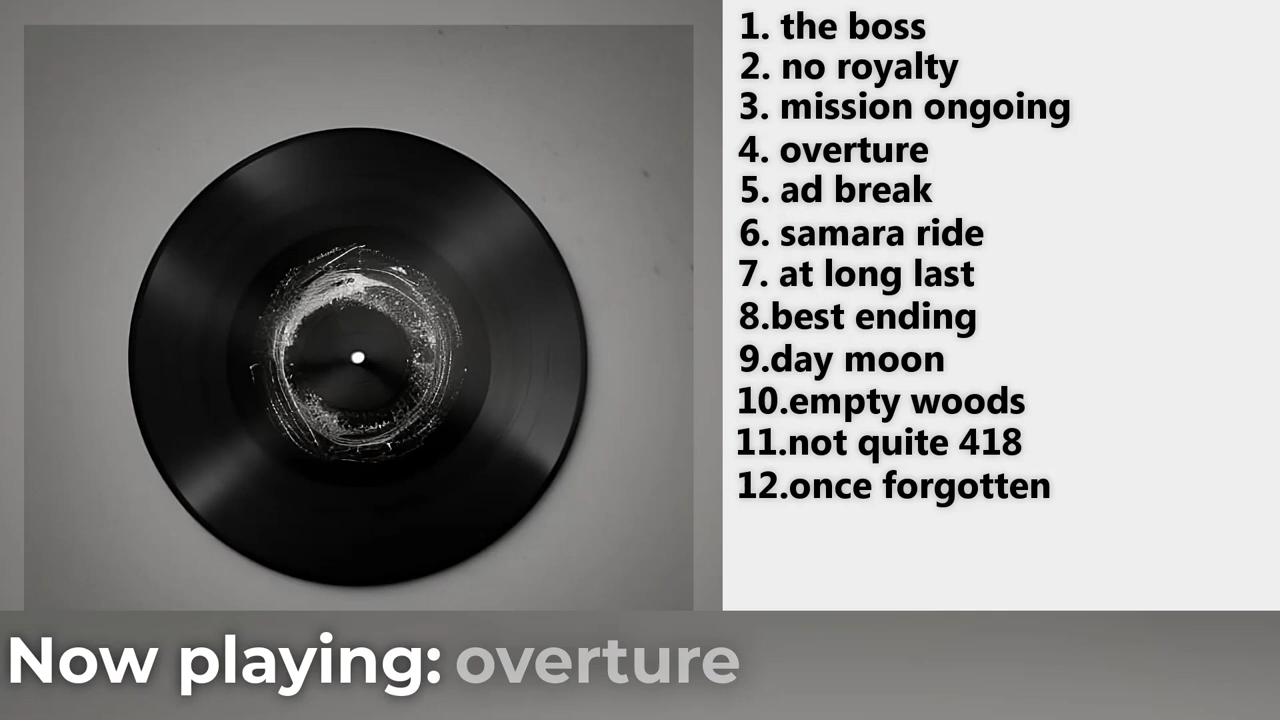 1. the boss
2. no royalty
3. mission ongoing
4. overture
5. ad break
6. samara ride
7. at long last
8.best ending
9.day moon
10.empty woods
11.not quite 418
12.once forgotten
Now playing: overture